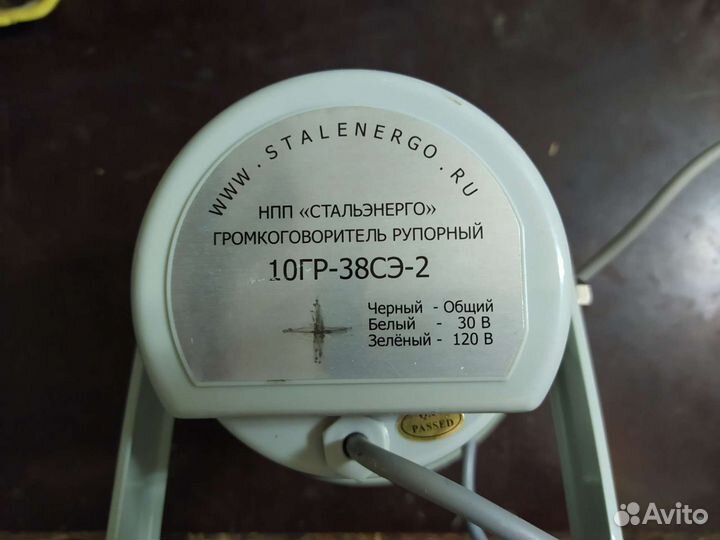 WWW.STALENERGO.RU
НПП «СТАЛЬЭНЕРГО»
ГРОМКОГОВОРИТЕЛЬ РУПОРНЫЙ
10ГР-38СЭ-2
Черный - Общий
Белый - 30 В
Зелёный - 120 В
PASSED
Avito